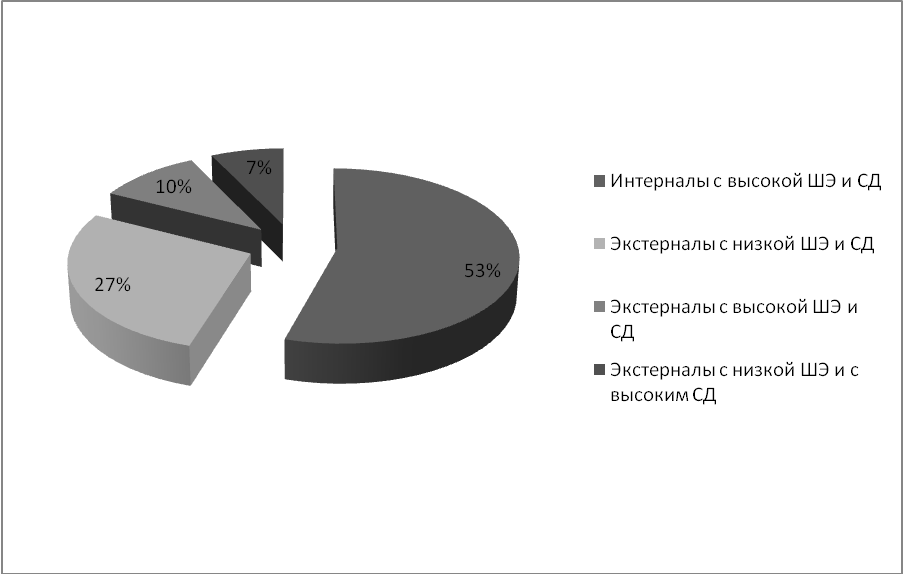 7%
10%
27%
53%
Интерналы с высокой ШЭ и СД
Экстерналы с низкой ШЭ и СД
Экстерналы с высокой ШЭ и
СД
Экстерналы с низкой ШЭ и с
высоким СД